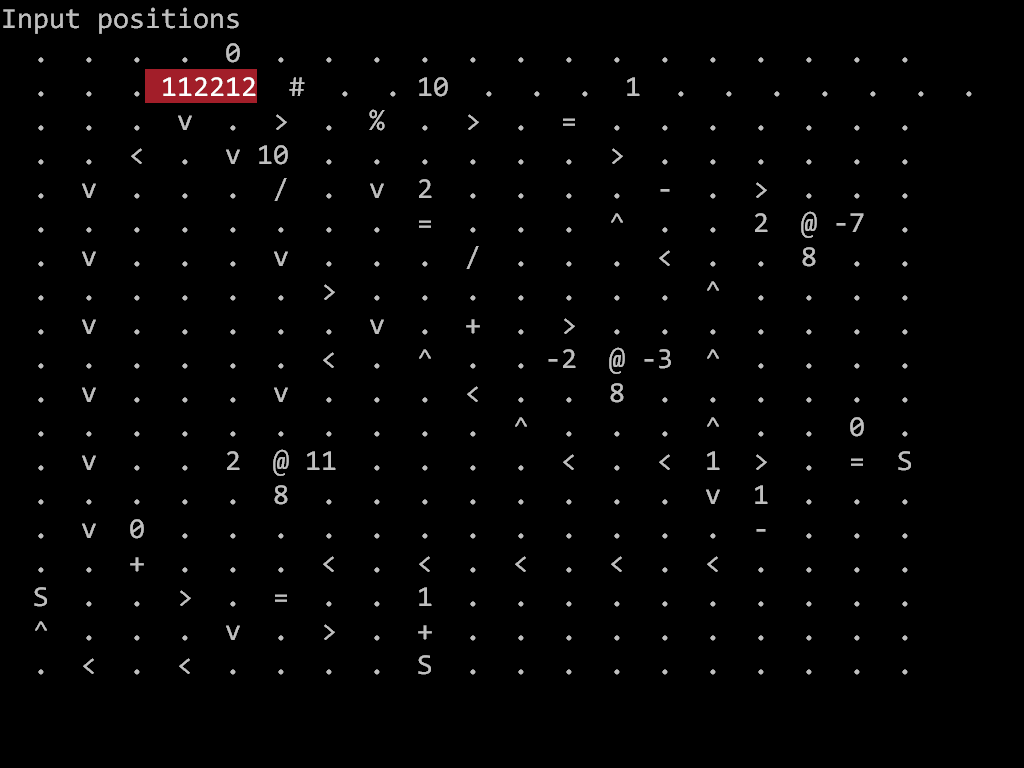 Input positions
. . . . 0 . . . . . . . . . . . . . .
. . . 112212 # . . 10 . . . 1 . . . . . . .
. . . v . > . % . > . = . . . . . . .
. . < . v 10 . . . . . . > . . . . . .
. v . . . / . v 2 . . . . - . > . . .
. . . . . . . . = . . . ^ . . 2 @ -7 .
. v . . . v . . . / . . . < . . 8 . .
. . . . . . > . . . . . . . ^ . . . .
. v . . . . . v . + . > . . . . . . .
. . . . . . < . ^ . . -2 @ -3 ^ . . . .
. v . . . v . . . < . . 8 . . . . . .
. . . . . . . . . . ^ . . . ^ . . 0 .
. v . . 2 @ 11 . . . . < . < 1 > . = S
. . . . . 8 . . . . . . . . v 1 . . .
. v 0 . . . . . . . . . . . . - . . .
. . + . . . < . < . < . < . < . . . .
S . . > . = . . 1 . . . . . . . . . .
^ . . . v . > . + . . . . . . . . . .
. < . < . . . . S . . . . . . . . . .